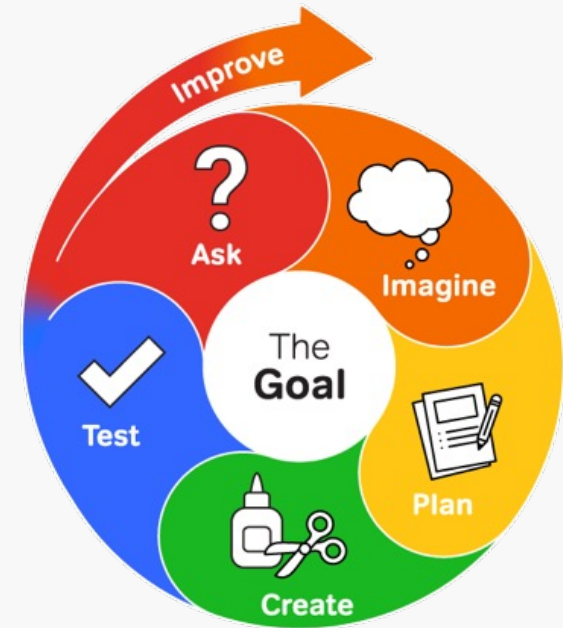 Improve
?
Ask
Imagine
The
Goal
Test
Plan
Create